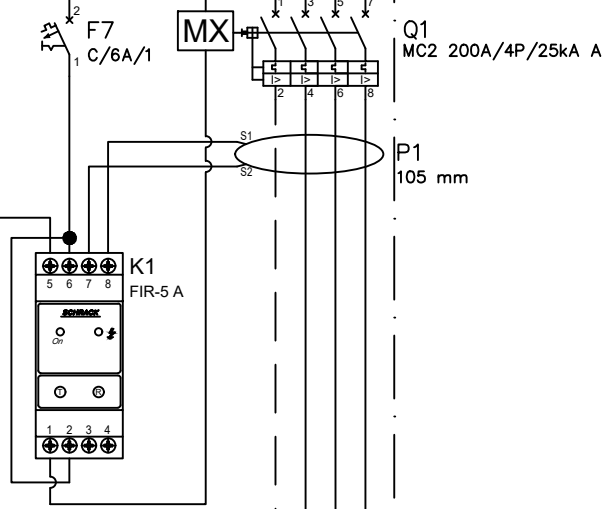 2
F7
C/6A/1
1
MX
1 3 5 7
Q1
MC2 200A/4P/25kA A
I> I> I> I>
2 4 6 8
S1
S2
P1
105 mm
K1
FIR-5 A
5 6 7 8
SCHRACK
On
T R
1 2 3 4